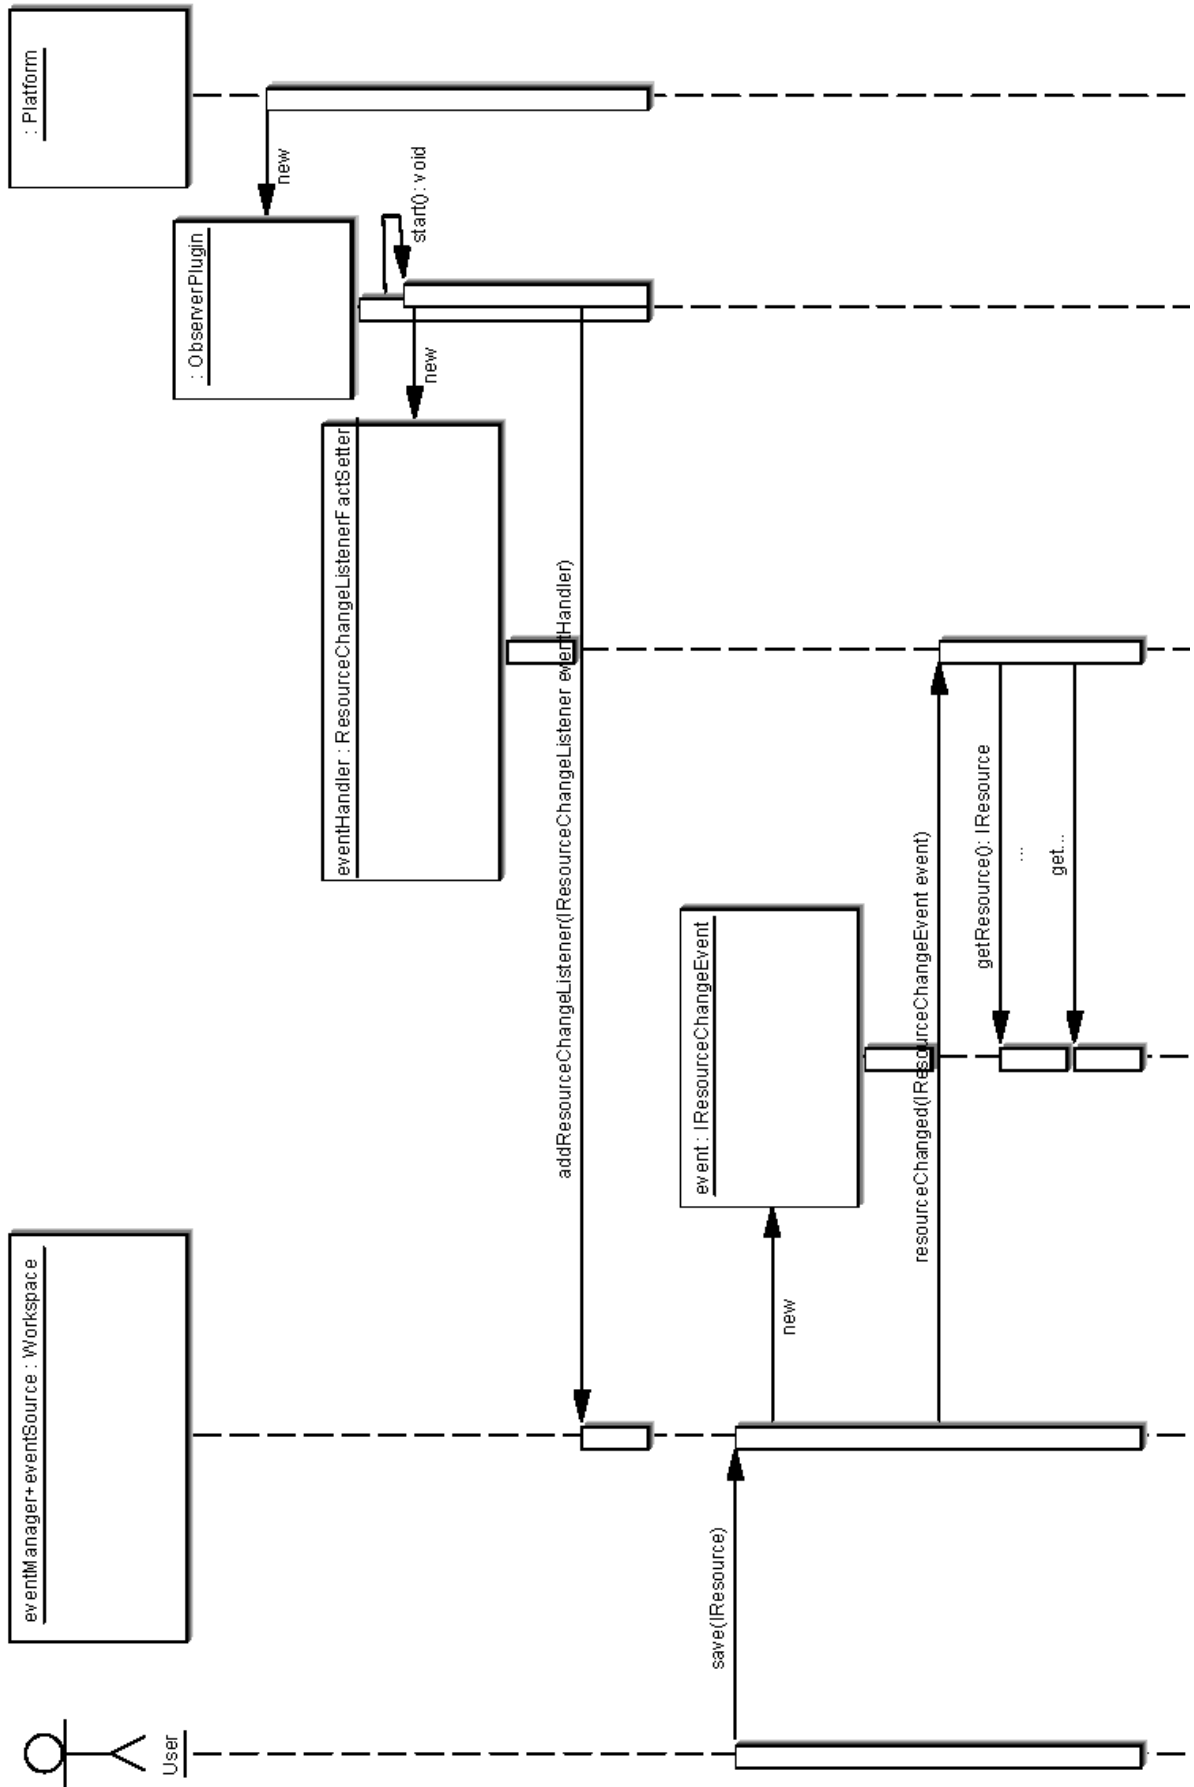 User
eventManager+eventSource : Workspace
event : IResourceChangeEvent
eventHandler : ResourceChangeListenerFactSetter
: ObserverPlugin
: Platform
new
start(): void
new
addResourceChangeListener(IResourceChangeListener eventHandler)
save(IResource)
new
resourceChanged(IResourceChangeEvent event)
getResource(): IResource
...
get...